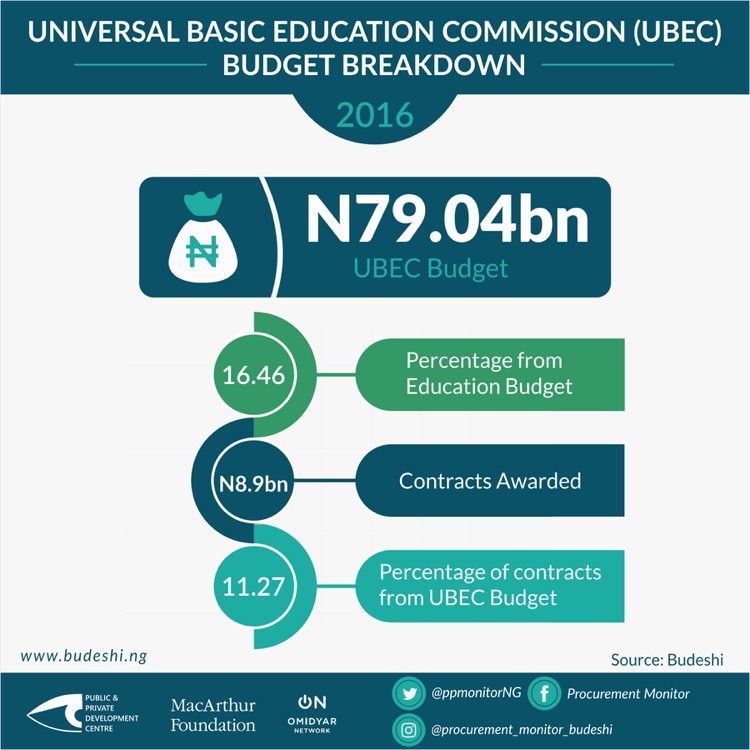 UNIVERSAL BASIC EDUCATION COMMISSION (UBEC)
BUDGET BREAKDOWN
2016
₦
N79.04bn
UBEC Budget
16.46
Percentage from
Education Budget
N8.9bn
Contracts Awarded
11.27
Percentage of contracts
from UBEC Budget
www.budeshi.ng
Source: Budeshi
PUBLIC &
PRIVATE
DEVELOPMENT
CENTRE
MacArthur
Foundation
ON
OMIDYAR
NETWORK
@ppmonitorNG
Procurement Monitor
@procurement_monitor_budeshi